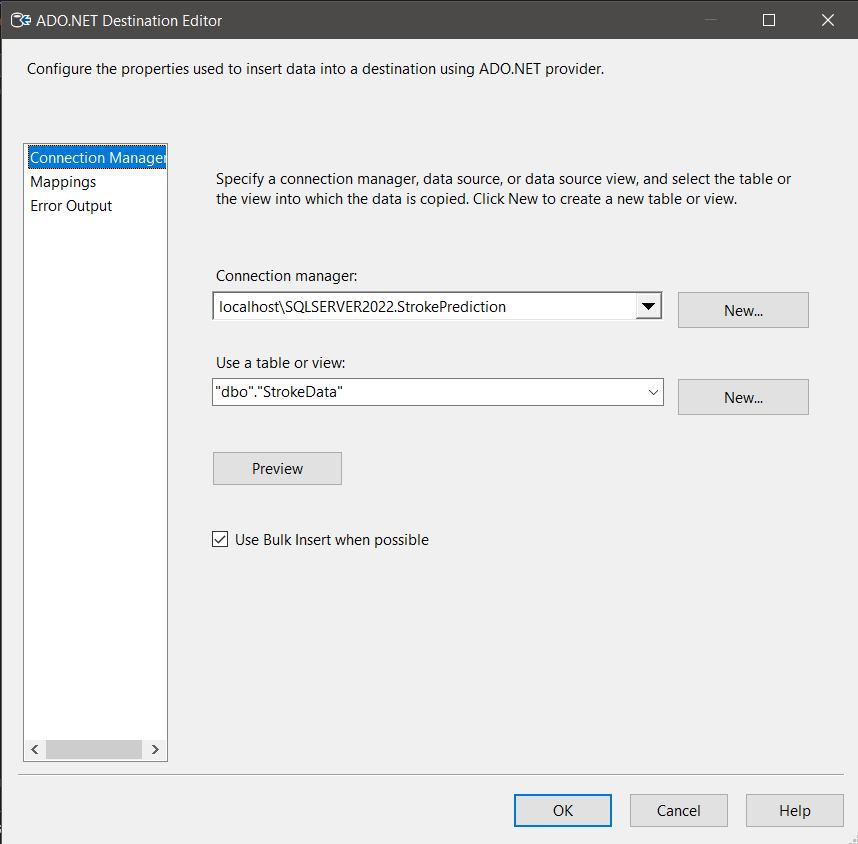 ADO.NET Destination Editor
Configure the properties used to insert data into a destination using ADO.NET provider.
Connection Manager
Mappings
Error Output
Specify a connection manager, data source, or data source view, and select the table or
the view into which the data is copied. Click New to create a new table or view.
Connection manager:
localhost\SQLSERVER2022.StrokePrediction
New...
Use a table or view:
"dbo"."StrokeData"
New...
Preview
Use Bulk Insert when possible
OK
Cancel
Help